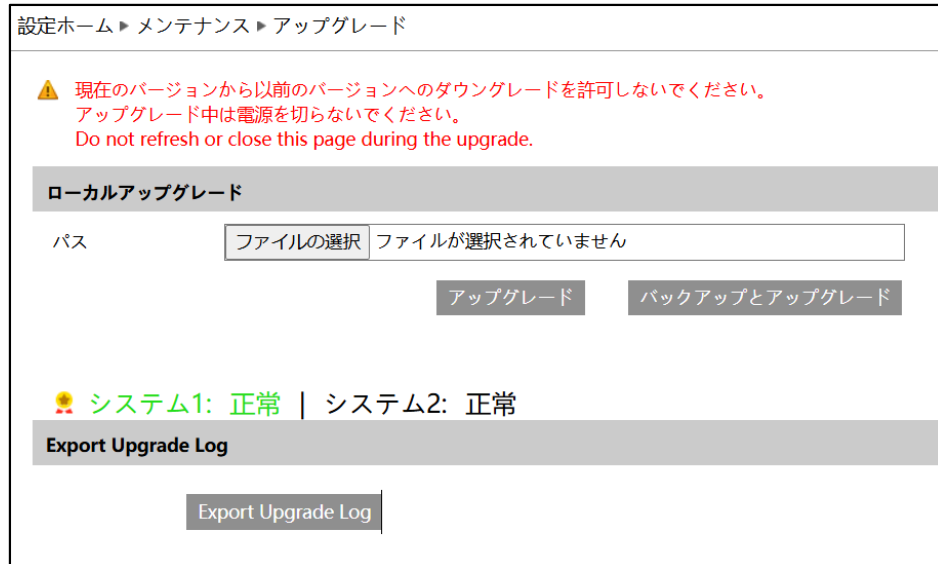 設定ホーム ▶ メンテナンス ▶ アップグレード
現在のバージョンから以前のバージョンへのダウングレードを許可しないでください。
アップグレード中は電源を切らないでください。
Do not refresh or close this page during the upgrade.
ローカルアップグレード
パス ファイルの選択 ファイルが選択されていません
アップグレード バックアップとアップグレード
システム1: 正常 | システム2: 正常
Export Upgrade Log
Export Upgrade Log